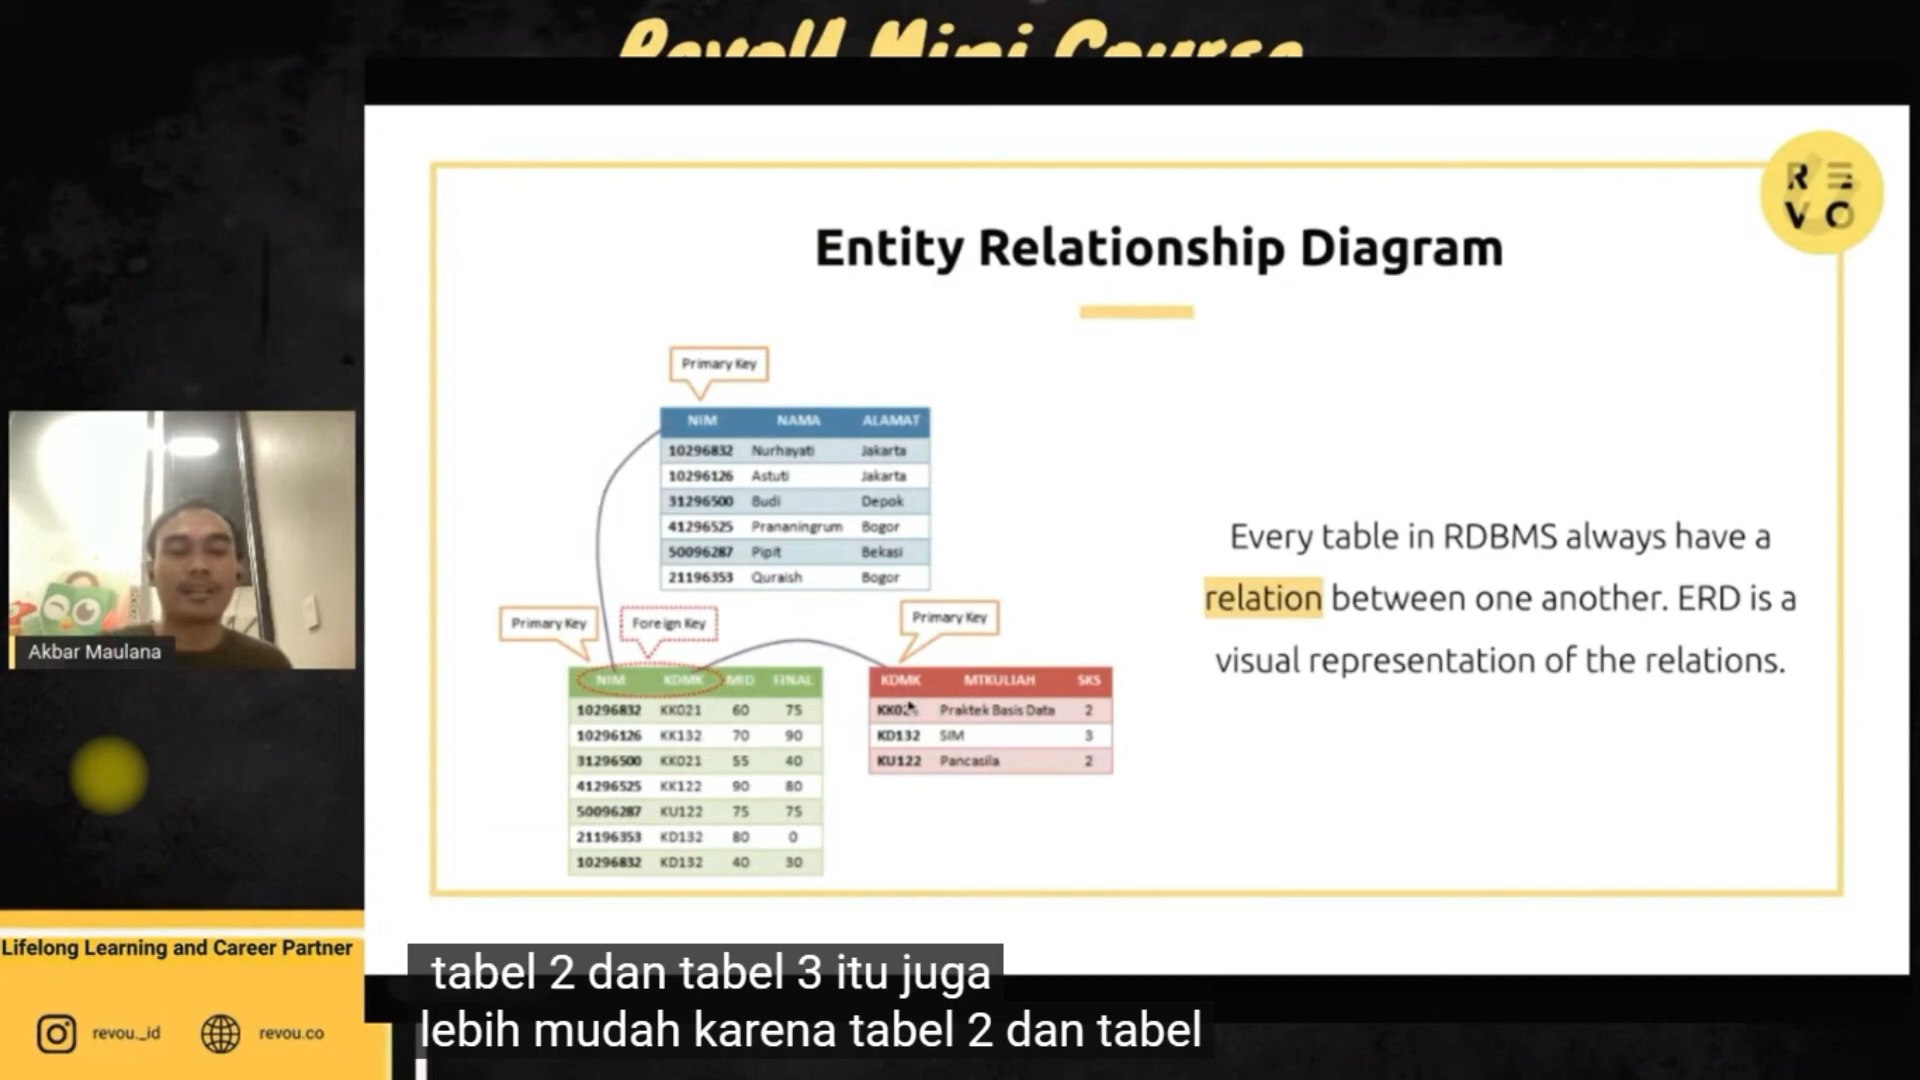 RevoU Mini Course
R E
V O
Entity Relationship Diagram
Primary Key
NIM NAMA ALAMAT
10296832 Nurhayati Jakarta
10296126 Astuti Jakarta
31296500 Budi Depok
41296525 Prananingrum Bogor
50096287 Pipit Bekasi
21196353 Quraish Bogor
Primary Key
Foreign Key
Primary Key
NIM KDMK MID FINAL
10296832 KK021 60 75
10296126 KK132 70 90
31296500 KK021 55 40
41296525 KK122 90 80
50096287 KU122 75 75
21196353 KD132 80 0
10296832 KD132 40 30
KDMK MTKULIAH SKS
KK021 Praktek Basis Data 2
KD132 SIM 3
KU122 Pancasila 2
Every table in RDBMS always have a
relation between one another. ERD is a
visual representation of the relations.
Akbar Maulana
Lifelong Learning and Career Partner
revou_id
revou.co
tabel 2 dan tabel 3 itu juga
lebih mudah karena tabel 2 dan tabel